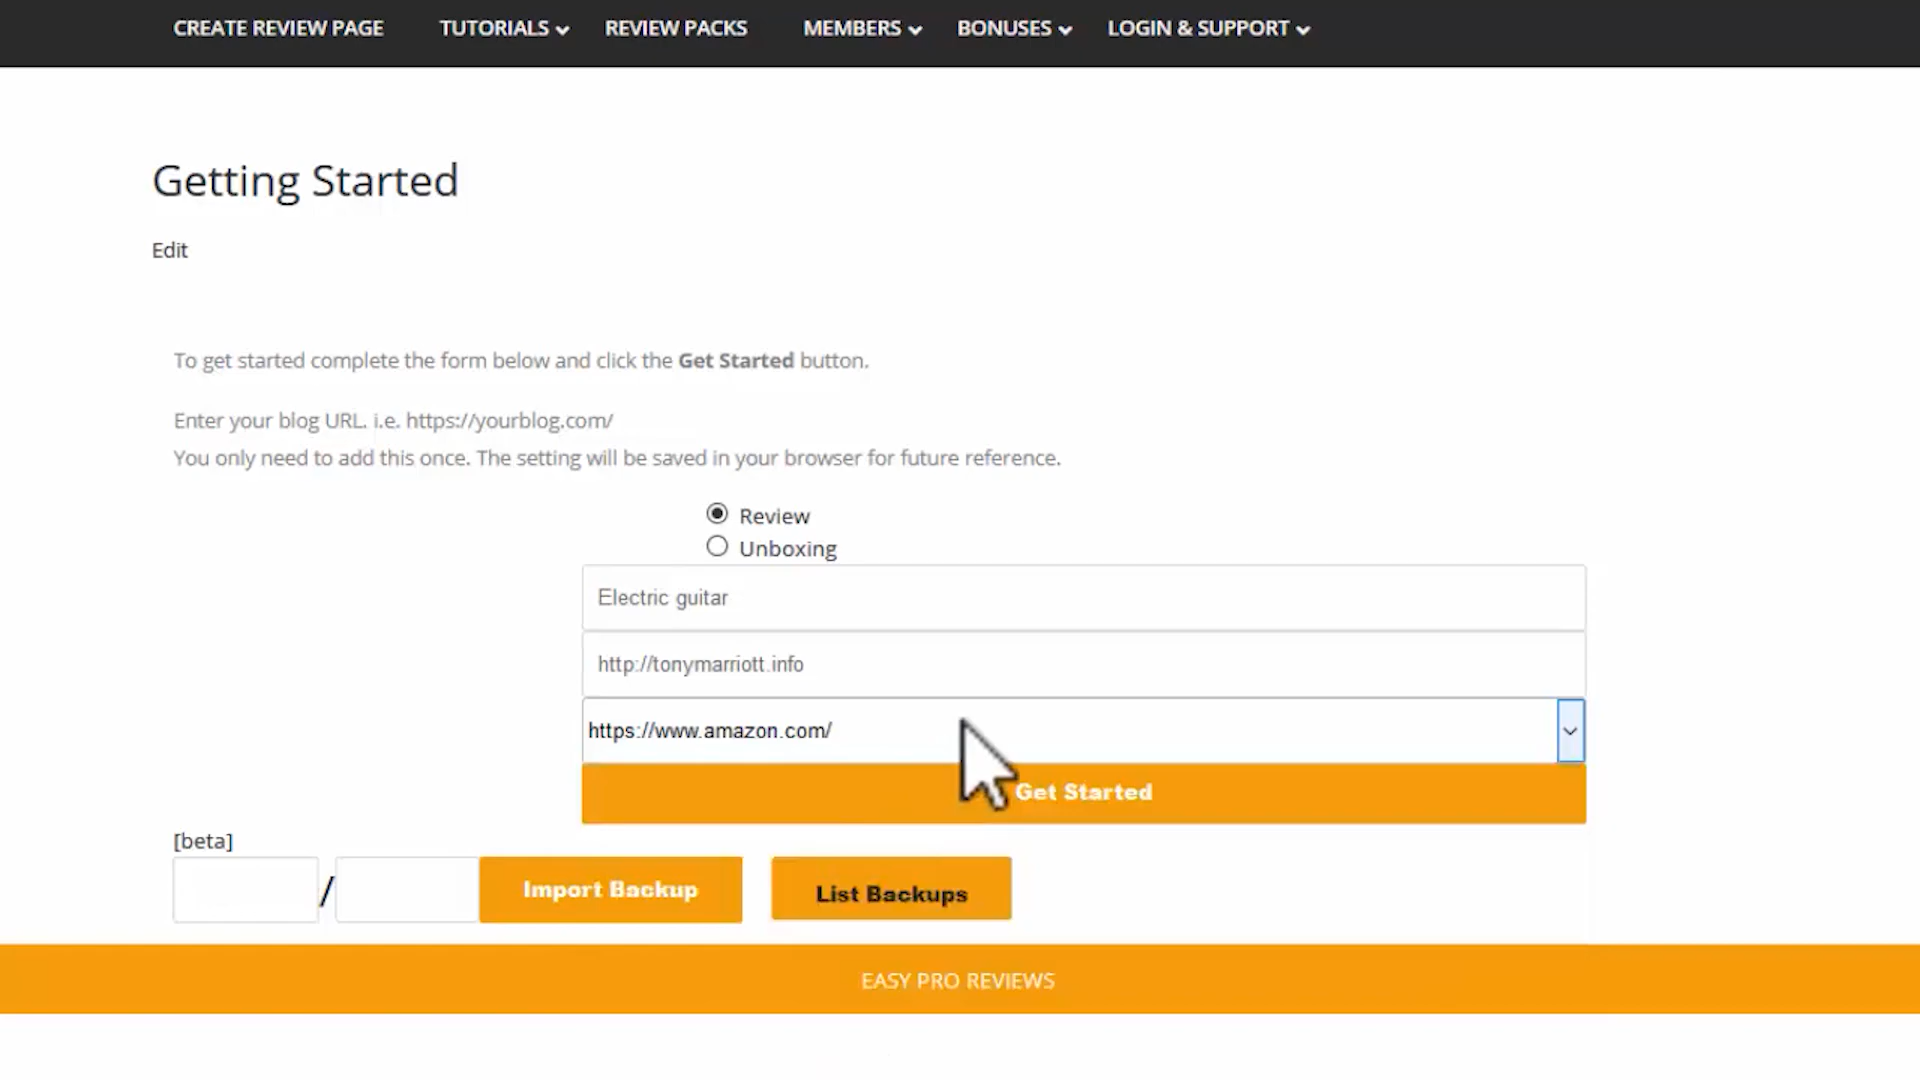 CREATE REVIEW PAGE TUTORIALS REVIEW PACKS MEMBERS BONUSES LOGIN & SUPPORT
Getting Started
Edit
To get started complete the form below and click the Get Started button.
Enter your blog URL. i.e. https://yourblog.com/
You only need to add this once. The setting will be saved in your browser for future reference.
Review
Unboxing
Electric guitar
http://tonymarriott.info
https://www.amazon.com/
Get Started
[beta]
/ Import Backup List Backups
EASY PRO REVIEWS